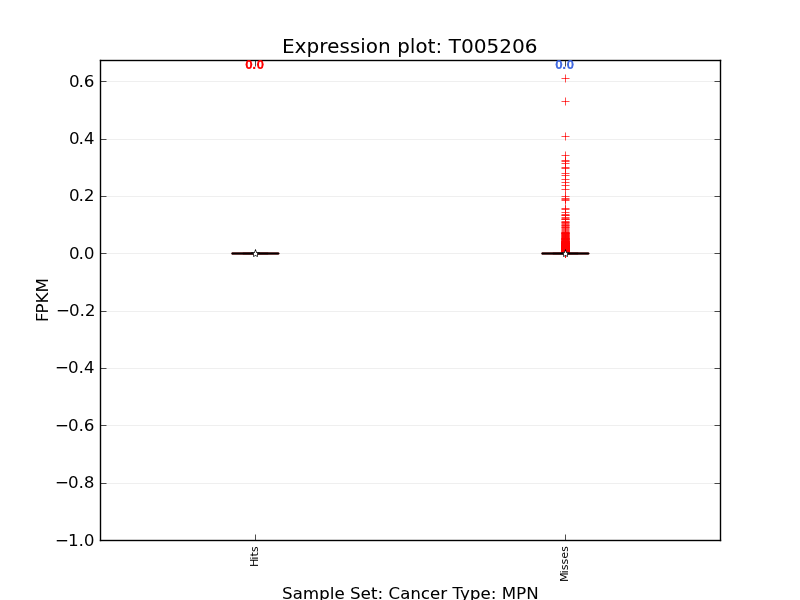 Expression plot: T005206
0.0
0.0
0.6
0.4
0.2
0.0
−0.2
−0.4
−0.6
−0.8
−1.0
FPKM
Hits
Misses
Sample Set: Cancer Type: MPN